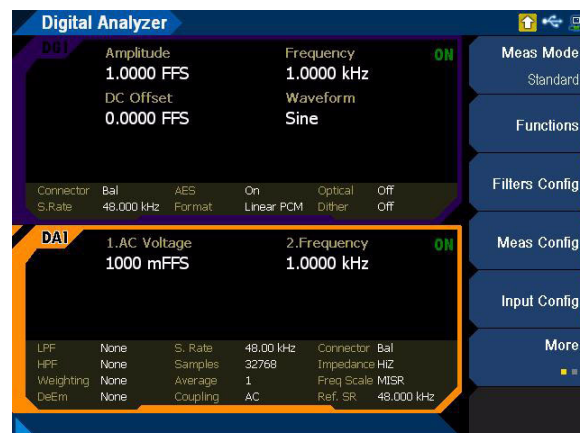 Digital Analyzer
DG1
Amplitude Frequency ON
1.0000 FFS 1.0000 kHz
DC Offset Waveform
0.0000 FFS Sine
Connector Bal AES On Optical Off
S.Rate 48.000 kHz Format Linear PCM Dither Off
DA1
1.AC Voltage 2.Frequency ON
1000 mFFS 1.0000 kHz
LPF None S. Rate 48.00 kHz Connector Bal
HPF None Samples 32768 Impedance HiZ
Weighting None Average 1 Freq Scale MISR
DeEm None Coupling AC Ref. SR 48.000 kHz
Meas Mode
Standard
Functions
Filters Config
Meas Config
Input Config
More